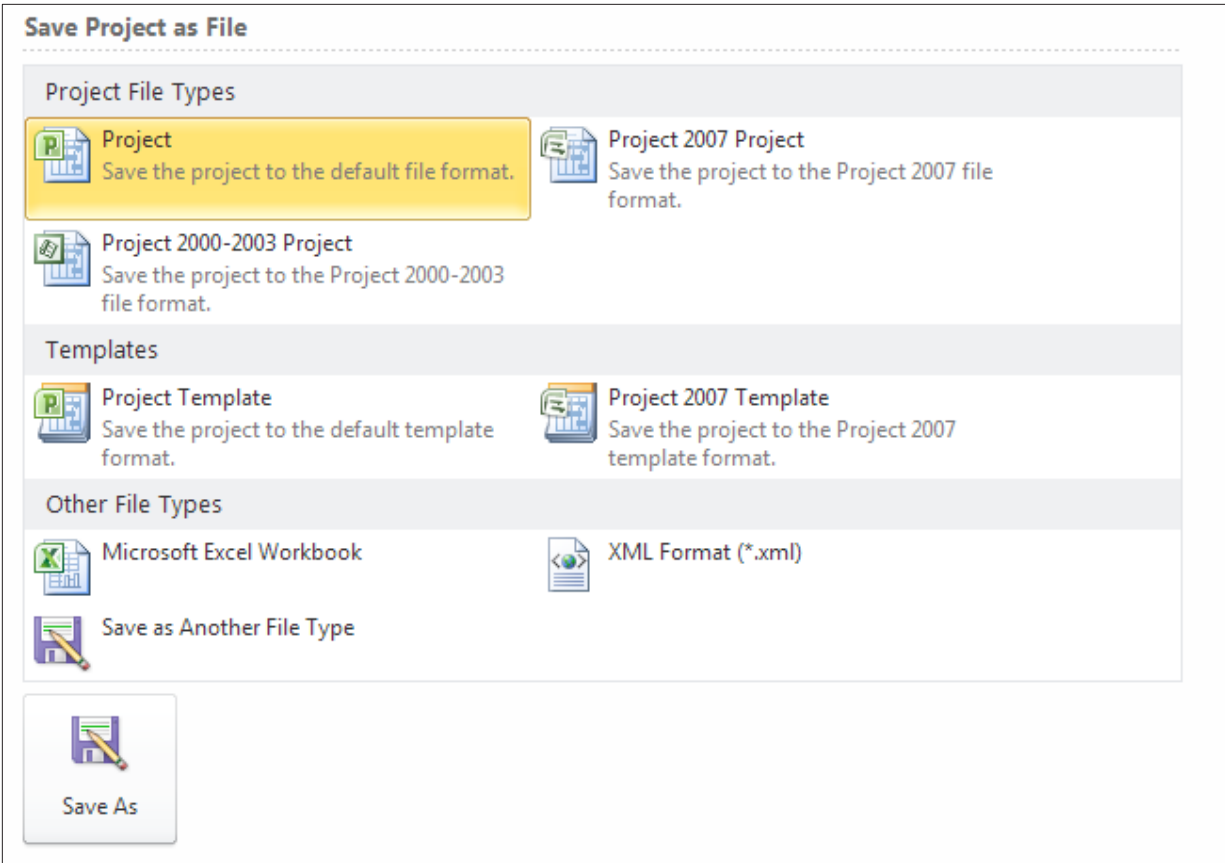 Save Project as File
Project File Types
Project
Save the project to the default file format.
Project 2007 Project
Save the project to the Project 2007 file
format.
Project 2000-2003 Project
Save the project to the Project 2000-2003
file format.
Templates
Project Template
Save the project to the default template
format.
Project 2007 Template
Save the project to the Project 2007
template format.
Other File Types
Microsoft Excel Workbook
XML Format (*.xml)
Save as Another File Type
Save As